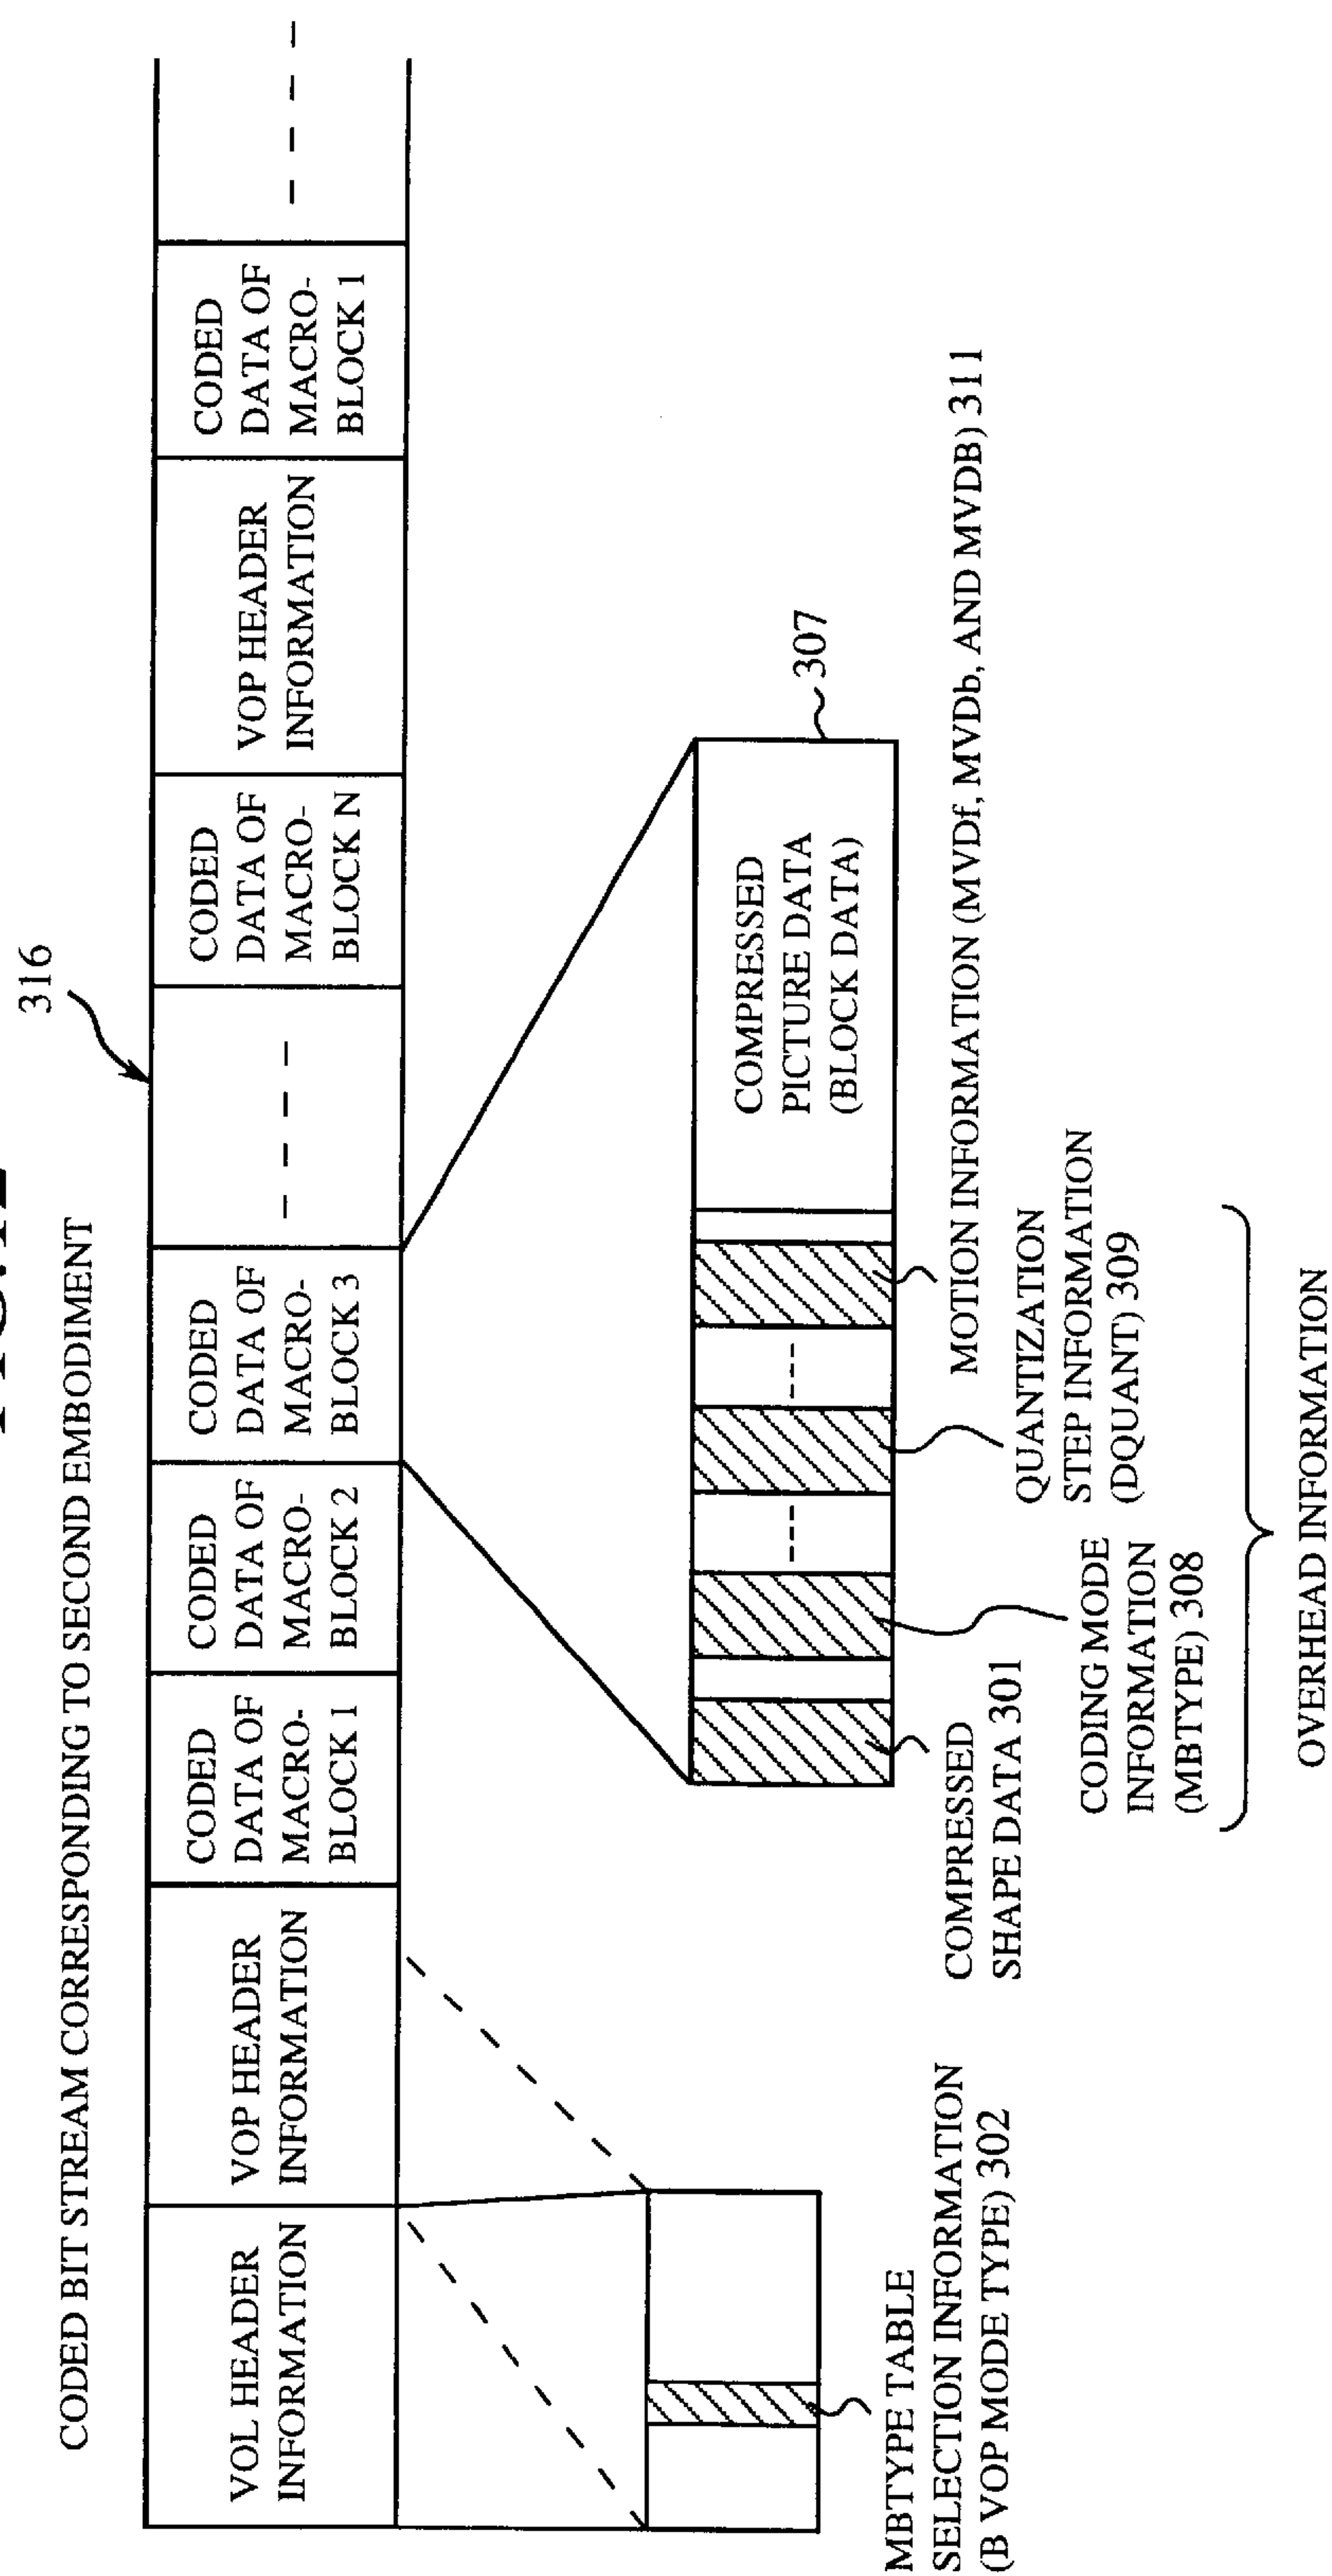 CODED BIT STREAM CORRESPONDING TO SECOND EMBODIMENT
316
VOL HEADER
INFORMATION
VOP HEADER
INFORMATION
CODED
DATA OF
MACRO-
BLOCK 1
CODED
DATA OF
MACRO-
BLOCK 2
CODED
DATA OF
MACRO-
BLOCK 3
CODED
DATA OF
MACRO-
BLOCK N
VOP HEADER
INFORMATION
CODED
DATA OF
MACRO-
BLOCK 1
MBTYPE TABLE
SELECTION INFORMATION
(B VOP MODE TYPE) 302
COMPRESSED
PICTURE DATA
(BLOCK DATA)
307
COMPRESSED
SHAPE DATA 301
CODING MODE
INFORMATION
(MBTYPE) 308
QUANTIZATION
STEP INFORMATION
(DQUANT) 309
MOTION INFORMATION (MVDf, MVDb, AND MVDB) 311
OVERHEAD INFORMATION